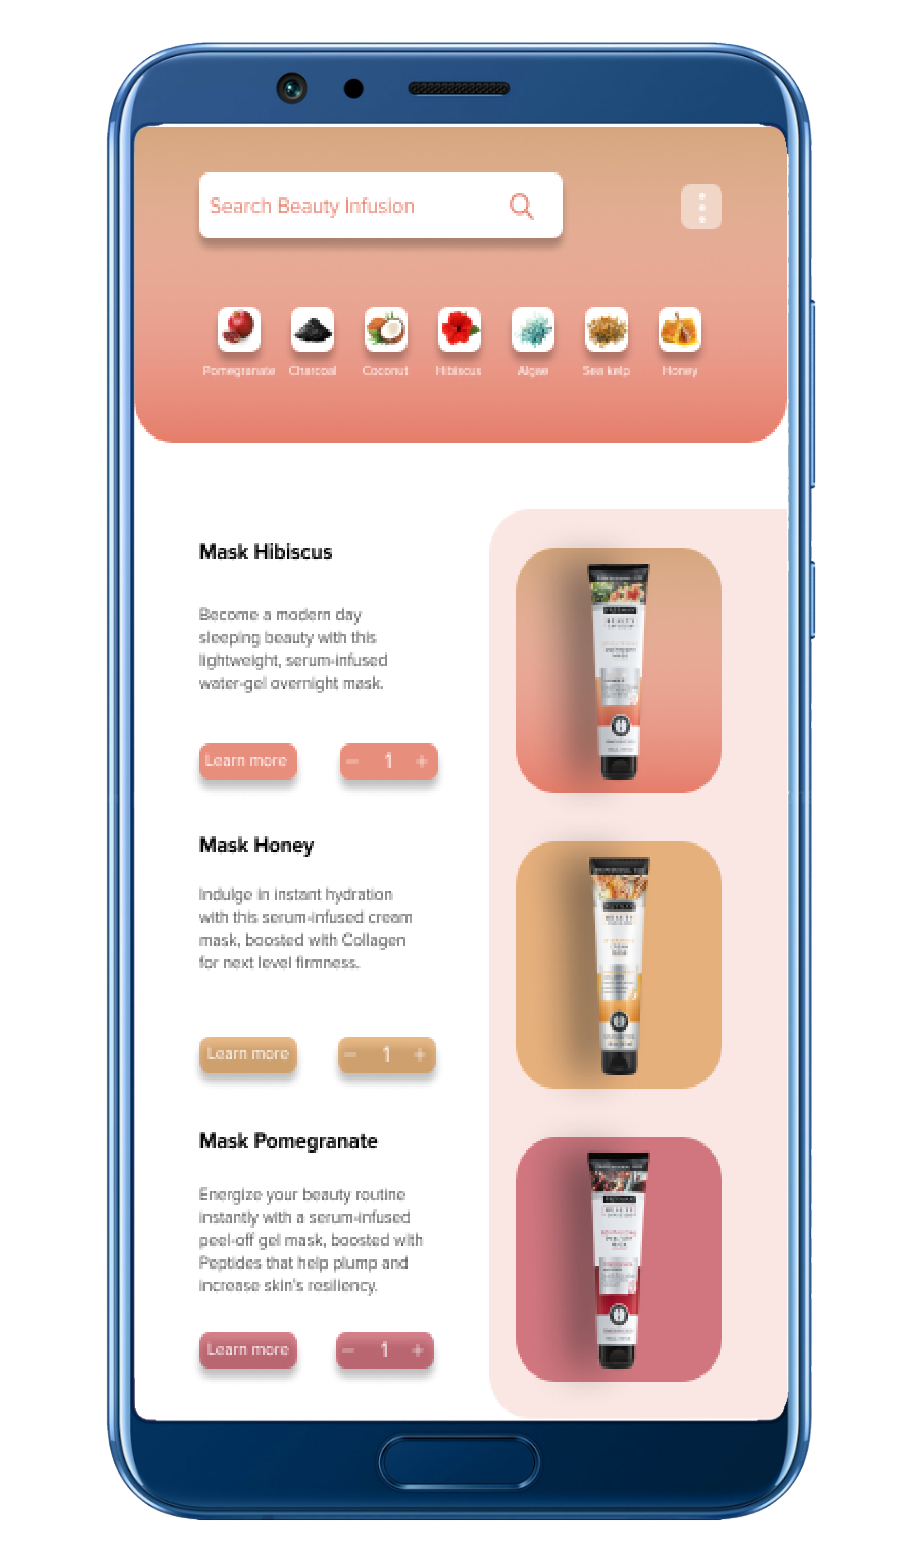 Search Beauty Infusion
Pomegranate Charcoal Coconut Hibiscus Algae Sea kelp Honey
Mask Hibiscus
Become a modern day
sleeping beauty with this
lightweight, serum-infused
water-gel overnight mask.
Learn more
− 1 +
BEAUTY
Mask Honey
Indulge in instant hydration
with this serum-infused cream
mask, boosted with Collagen
for next level firmness.
Learn more
− 1 +
BEAUTY
Mask Pomegranate
Energize your beauty routine
instantly with a serum-infused
peel-off gel mask, boosted with
Peptides that help plump and
increase skin's resiliency.
Learn more
− 1 +
BEAUTY